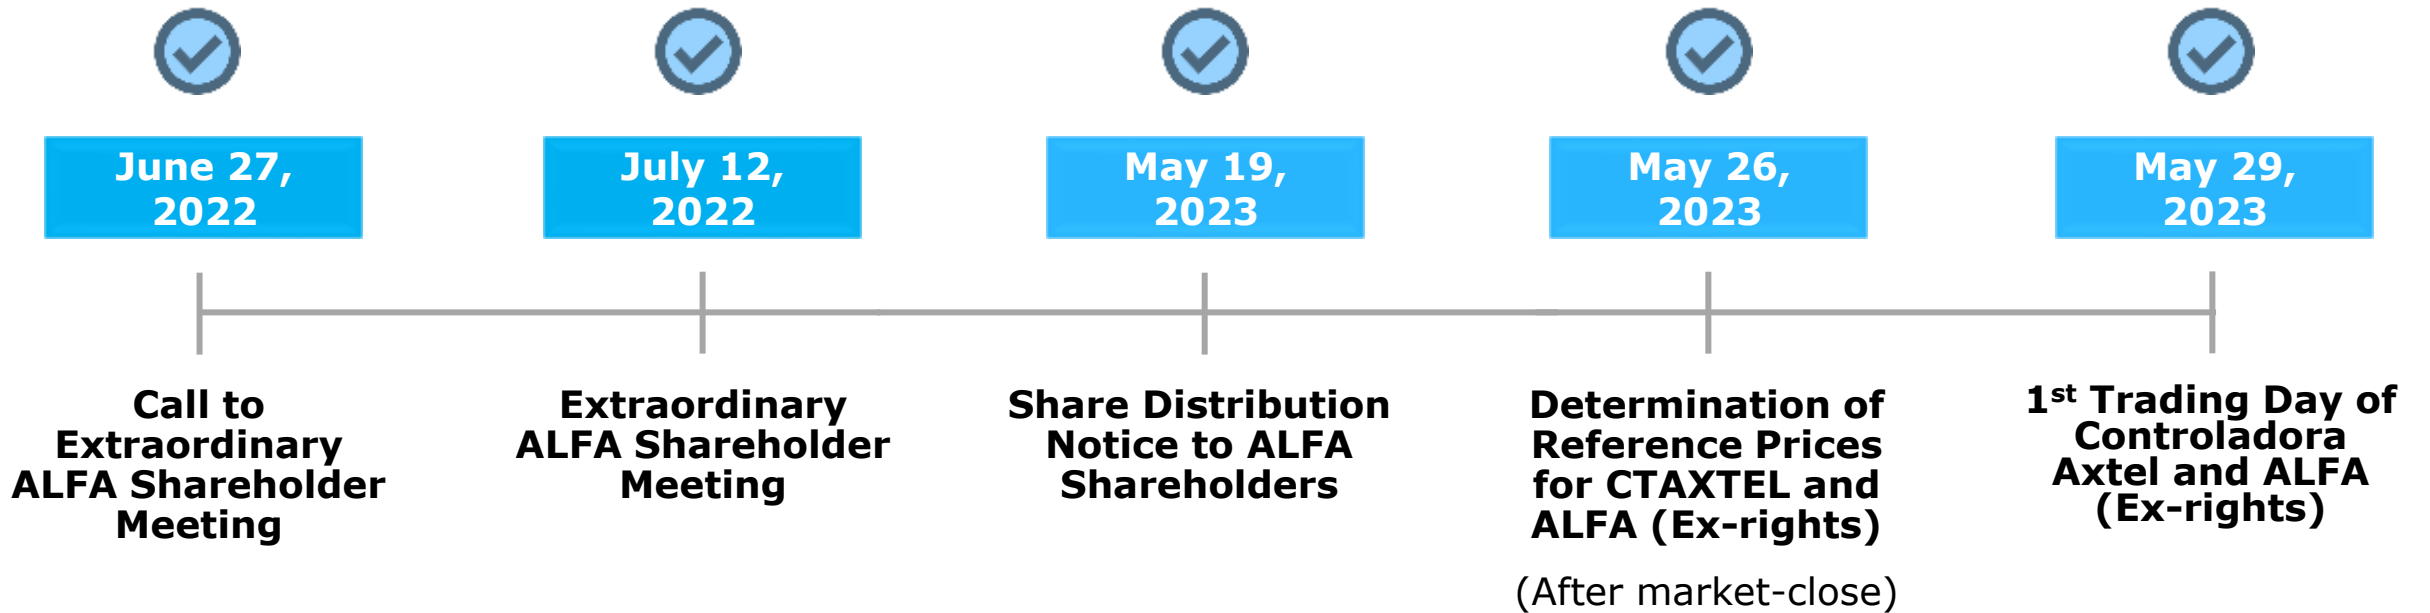 June 27,
2022
July 12,
2022
May 19,
2023
May 26,
2023
May 29,
2023
Call to
Extraordinary
ALFA Shareholder
Meeting
Extraordinary
ALFA Shareholder
Meeting
Share Distribution
Notice to ALFA
Shareholders
Determination of
Reference Prices
for CTAXTEL and
ALFA (Ex-rights)
(After market-close)
1st Trading Day of
Controladora
Axtel and ALFA
(Ex-rights)